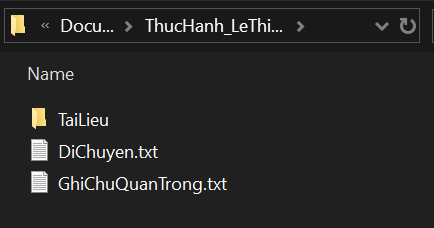 « Docu... > ThucHanh_LeThi... >
Name
TaiLieu
DiChuyen.txt
GhiChuQuanTrong.txt